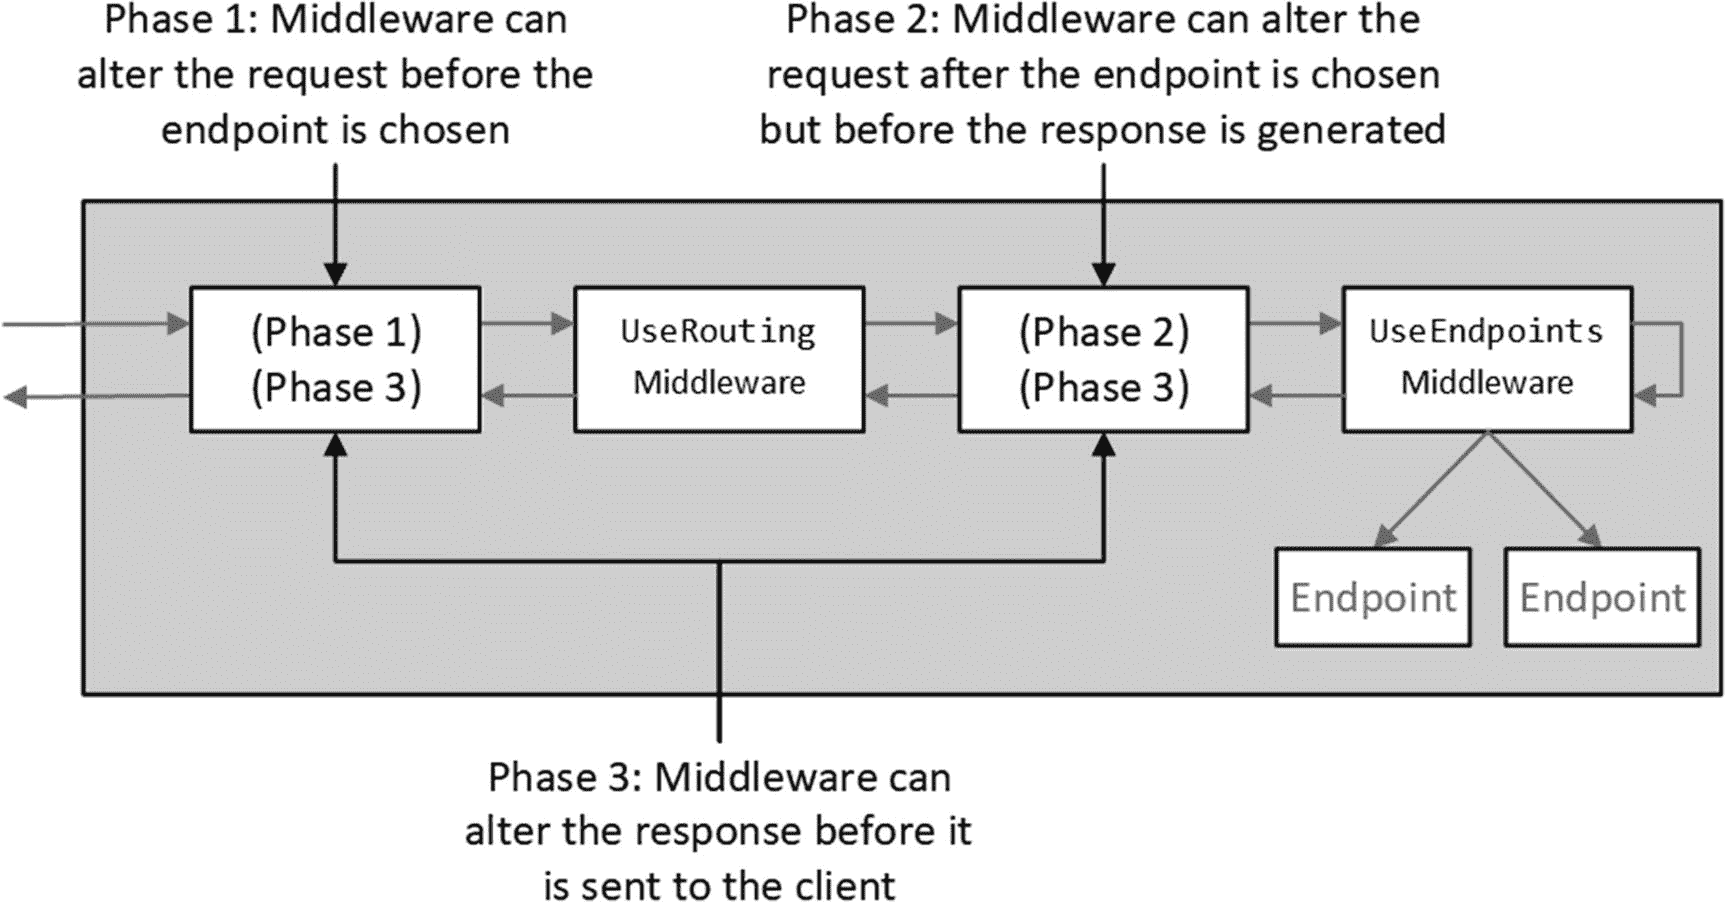 Phase 1: Middleware can
alter the request before the
endpoint is chosen
Phase 2: Middleware can alter the
request after the endpoint is chosen
but before the response is generated
(Phase 1)
(Phase 3)
UseRouting
Middleware
(Phase 2)
(Phase 3)
UseEndpoints
Middleware
Endpoint
Endpoint
Phase 3: Middleware can
alter the response before it
is sent to the client